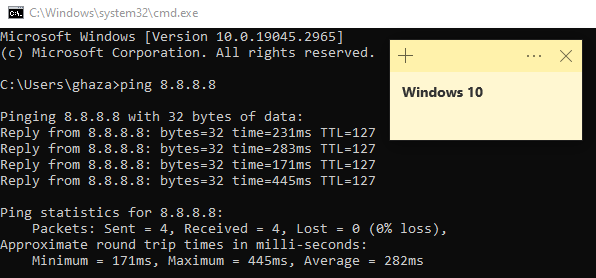 C:\Windows\system32\cmd.exe
Microsoft Windows [Version 10.0.19045.2965]
(c) Microsoft Corporation. All rights reserved.
C:\Users\ghaza>ping 8.8.8.8
Pinging 8.8.8.8 with 32 bytes of data:
Reply from 8.8.8.8: bytes=32 time=231ms TTL=127
Reply from 8.8.8.8: bytes=32 time=283ms TTL=127
Reply from 8.8.8.8: bytes=32 time=171ms TTL=127
Reply from 8.8.8.8: bytes=32 time=445ms TTL=127
Ping statistics for 8.8.8.8:
Packets: Sent = 4, Received = 4, Lost = 0 (0% loss),
Approximate round trip times in milli-seconds:
Minimum = 171ms, Maximum = 445ms, Average = 282ms
Windows 10